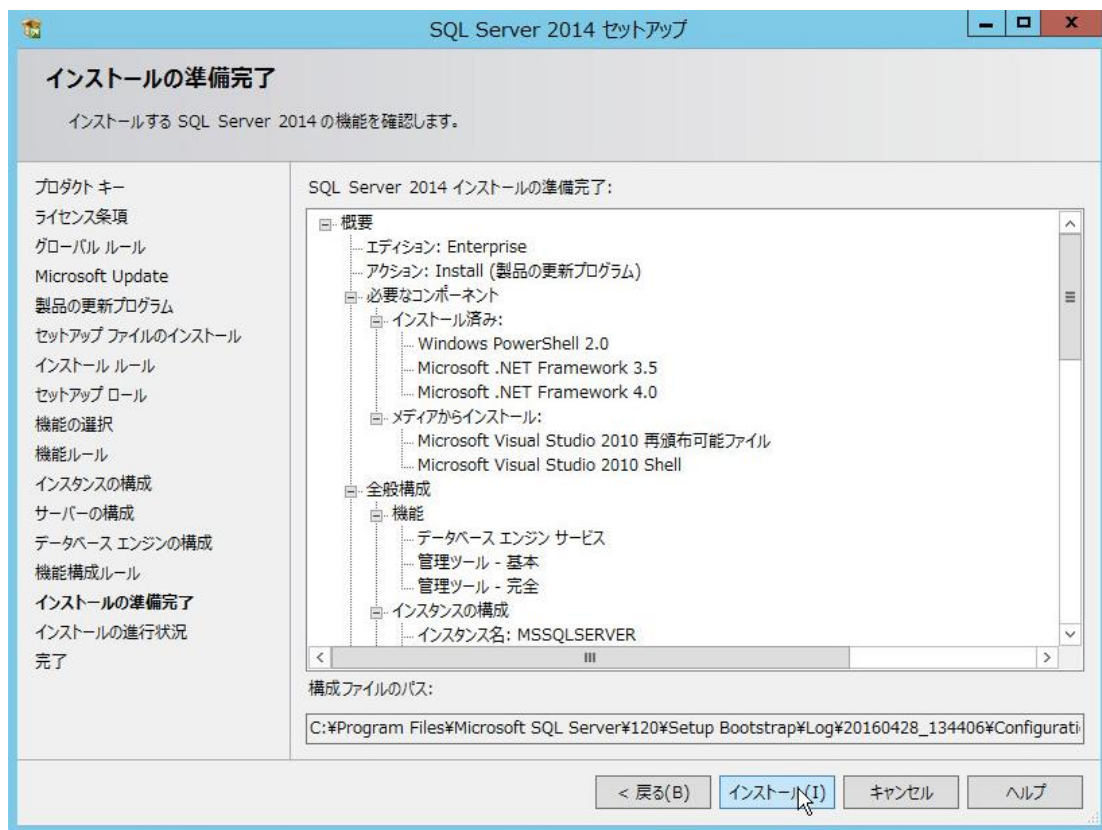 SQL Server 2014 セットアップ
インストールの準備完了
インストールする SQL Server 2014 の機能を確認します。
プロダクト キー
ライセンス条項
グローバル ルール
Microsoft Update
製品の更新プログラム
セットアップ ファイルのインストール
インストール ルール
セットアップ ロール
機能の選択
機能ルール
インスタンスの構成
サーバーの構成
データベース エンジンの構成
機能構成ルール
インストールの準備完了
インストールの進行状況
完了
SQL Server 2014 インストールの準備完了:
概要
エディション: Enterprise
アクション: Install (製品の更新プログラム)
必要なコンポーネント
インストール済み:
Windows PowerShell 2.0
Microsoft .NET Framework 3.5
Microsoft .NET Framework 4.0
メディアからインストール:
Microsoft Visual Studio 2010 再頒布可能ファイル
Microsoft Visual Studio 2010 Shell
全般構成
機能
データベース エンジン サービス
管理ツール - 基本
管理ツール - 完全
インスタンスの構成
インスタンス名: MSSQLSERVER
構成ファイルのパス:
C:¥Program Files¥Microsoft SQL Server¥120¥Setup Bootstrap¥Log¥20160428_134406¥Configurati
< 戻る(B)
インストール(I)
キャンセル
ヘルプ